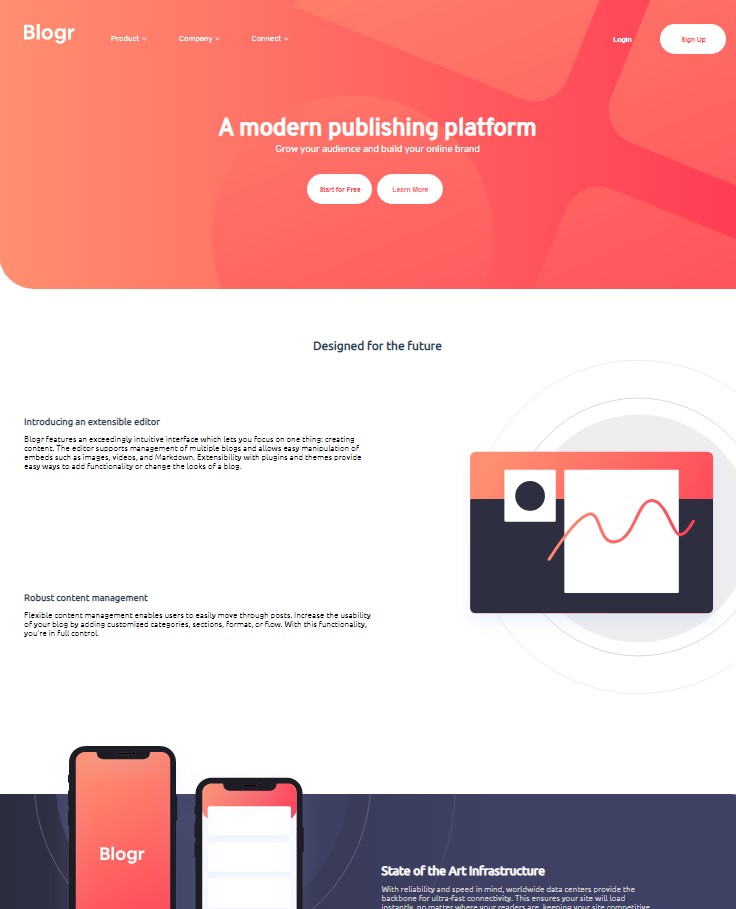 Blogr
Product
Company
Connect
Login
Sign Up
A modern publishing platform
Grow your audience and build your online brand
Start for Free
Learn More
Designed for the future
Introducing an extensible editor
Blogr features an exceedingly intuitive interface which lets you focus on one thing: creating
content. The editor supports management of multiple blogs and allows easy manipulation of
embeds such as images, videos, and Markdown. Extensibility with plugins and themes provide
easy ways to add functionality or change the looks of a blog.
Robust content management
Flexible content management enables users to easily move through posts. Increase the usability
of your blog by adding customized categories, sections, format, or flow. With this functionality,
you're in full control.
Blogr
State of the Art Infrastructure
With reliability and speed in mind, worldwide data centers provide the
backbone for ultra-fast connectivity. This ensures your site will load
instantly, no matter where your readers are, keeping your site competitive.